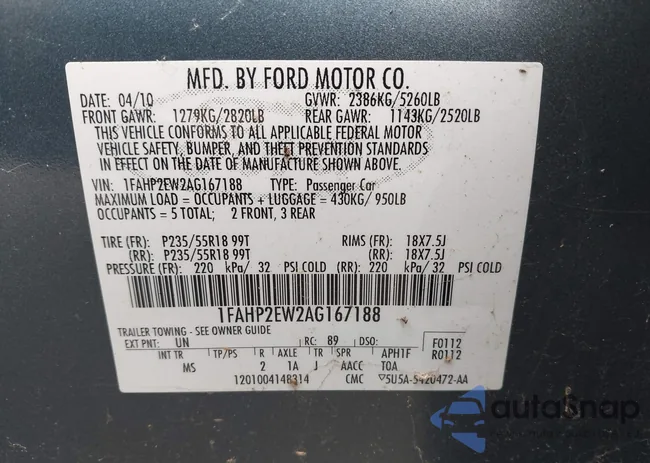 MFD. BY FORD MOTOR CO.
DATE: 04/10 GVWR: 2386KG/5260LB
FRONT GAWR: 1279KG/2820LB REAR GAWR: 1143KG/2520LB
THIS VEHICLE CONFORMS TO ALL APPLICABLE FEDERAL MOTOR
VEHICLE SAFETY, BUMPER, AND THEFT PREVENTION STANDARDS
IN EFFECT ON THE DATE OF MANUFACTURE SHOWN ABOVE.
VIN: 1FAHP2EW2AG167188 TYPE: Passenger Car
MAXIMUM LOAD = OCCUPANTS + LUGGAGE = 430KG/ 950LB
OCCUPANTS = 5 TOTAL; 2 FRONT, 3 REAR
TIRE (FR): P235/55R18 99T RIMS (FR): 18X7.5J
(RR): P235/55R18 99T (RR): 18X7.5J
PRESSURE (FR): 220 kPa/ 32 PSI COLD (RR): 220 kPa/ 32 PSI COLD
1FAHP2EW2AG167188
TRAILER TOWING - SEE OWNER GUIDE
EXT PNT: UN RC: 89 DSO: F0112
INT TR TP/PS R AXLE TR SPR APH1F R0112
MS 2 1A J AACC TOA
1201004148314 CMC ▽5U5A-5420472-AA
autoSnap
YOUR CAR FROM AUCTION